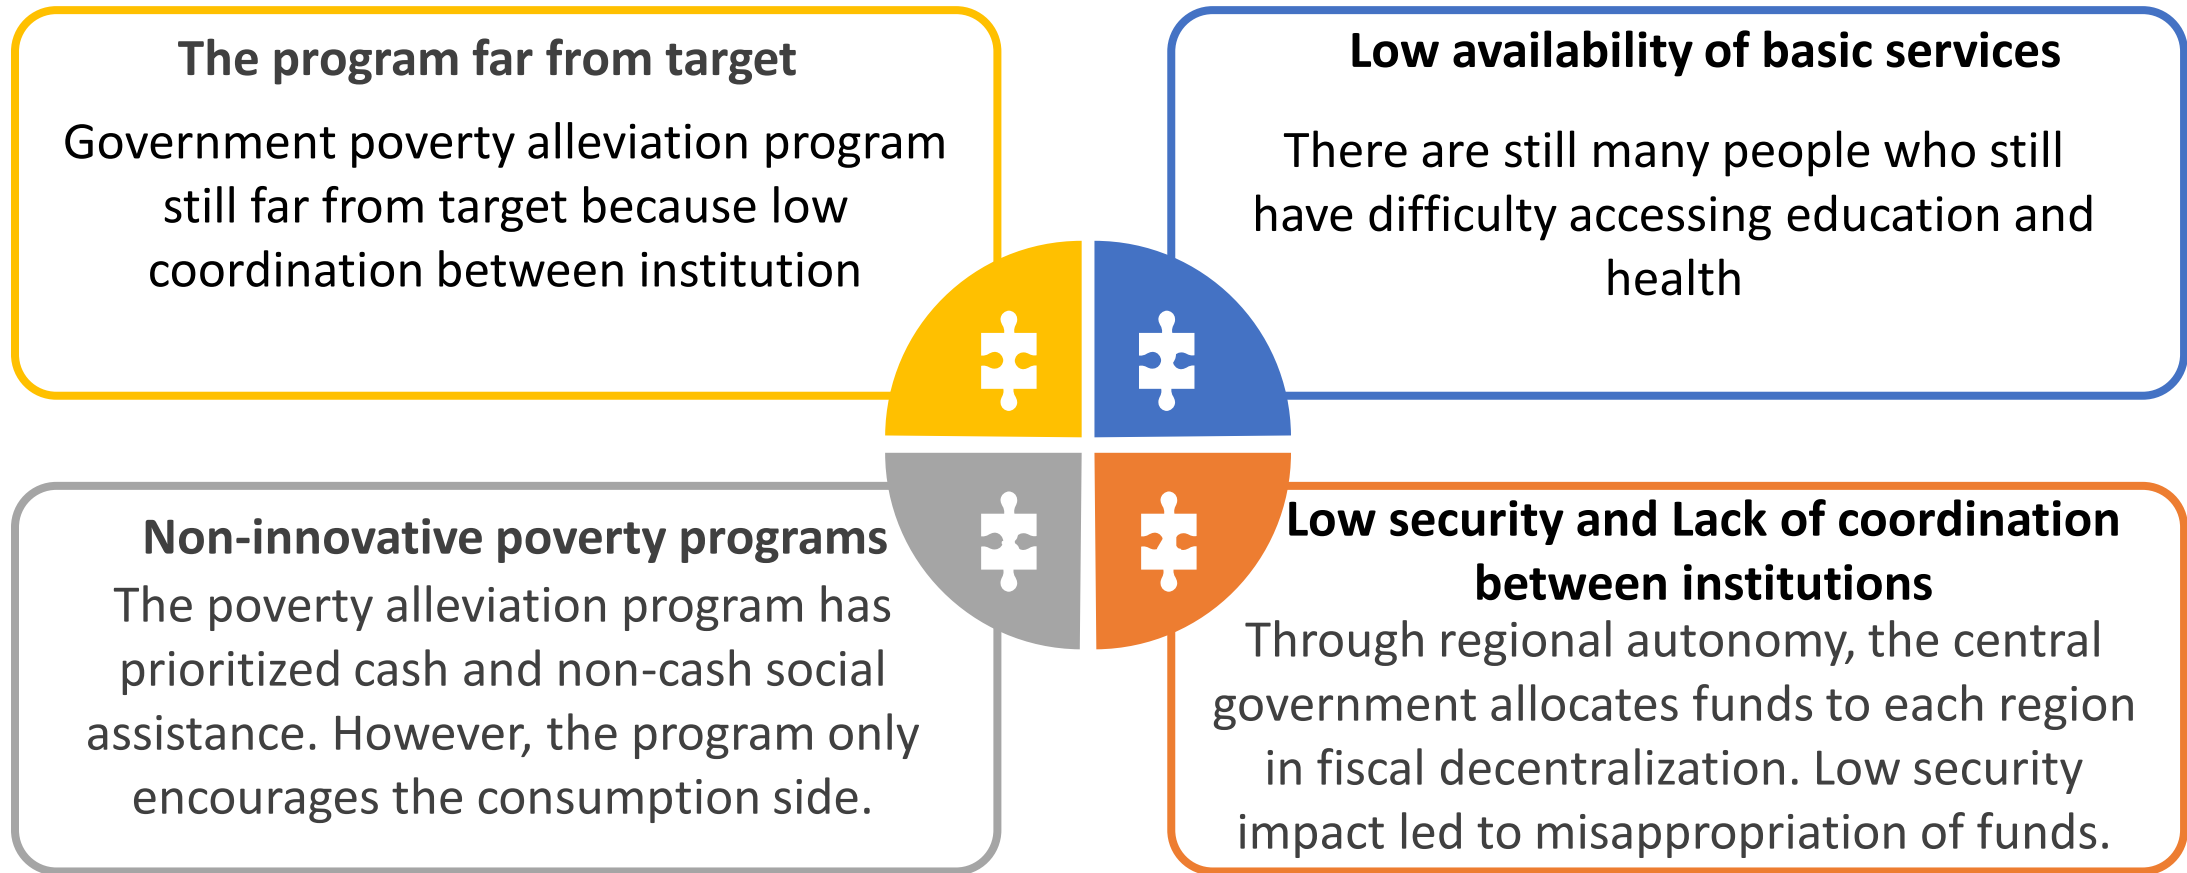 The program far from target
Government poverty alleviation program
still far from target because low
coordination between institution
Low availability of basic services
There are still many people who still
have difficulty accessing education and
health
Non-innovative poverty programs
The poverty alleviation program has
prioritized cash and non-cash social
assistance. However, the program only
encourages the consumption side.
Low security and Lack of coordination
between institutions
Through regional autonomy, the central
government allocates funds to each region
in fiscal decentralization. Low security
impact led to misappropriation of funds.